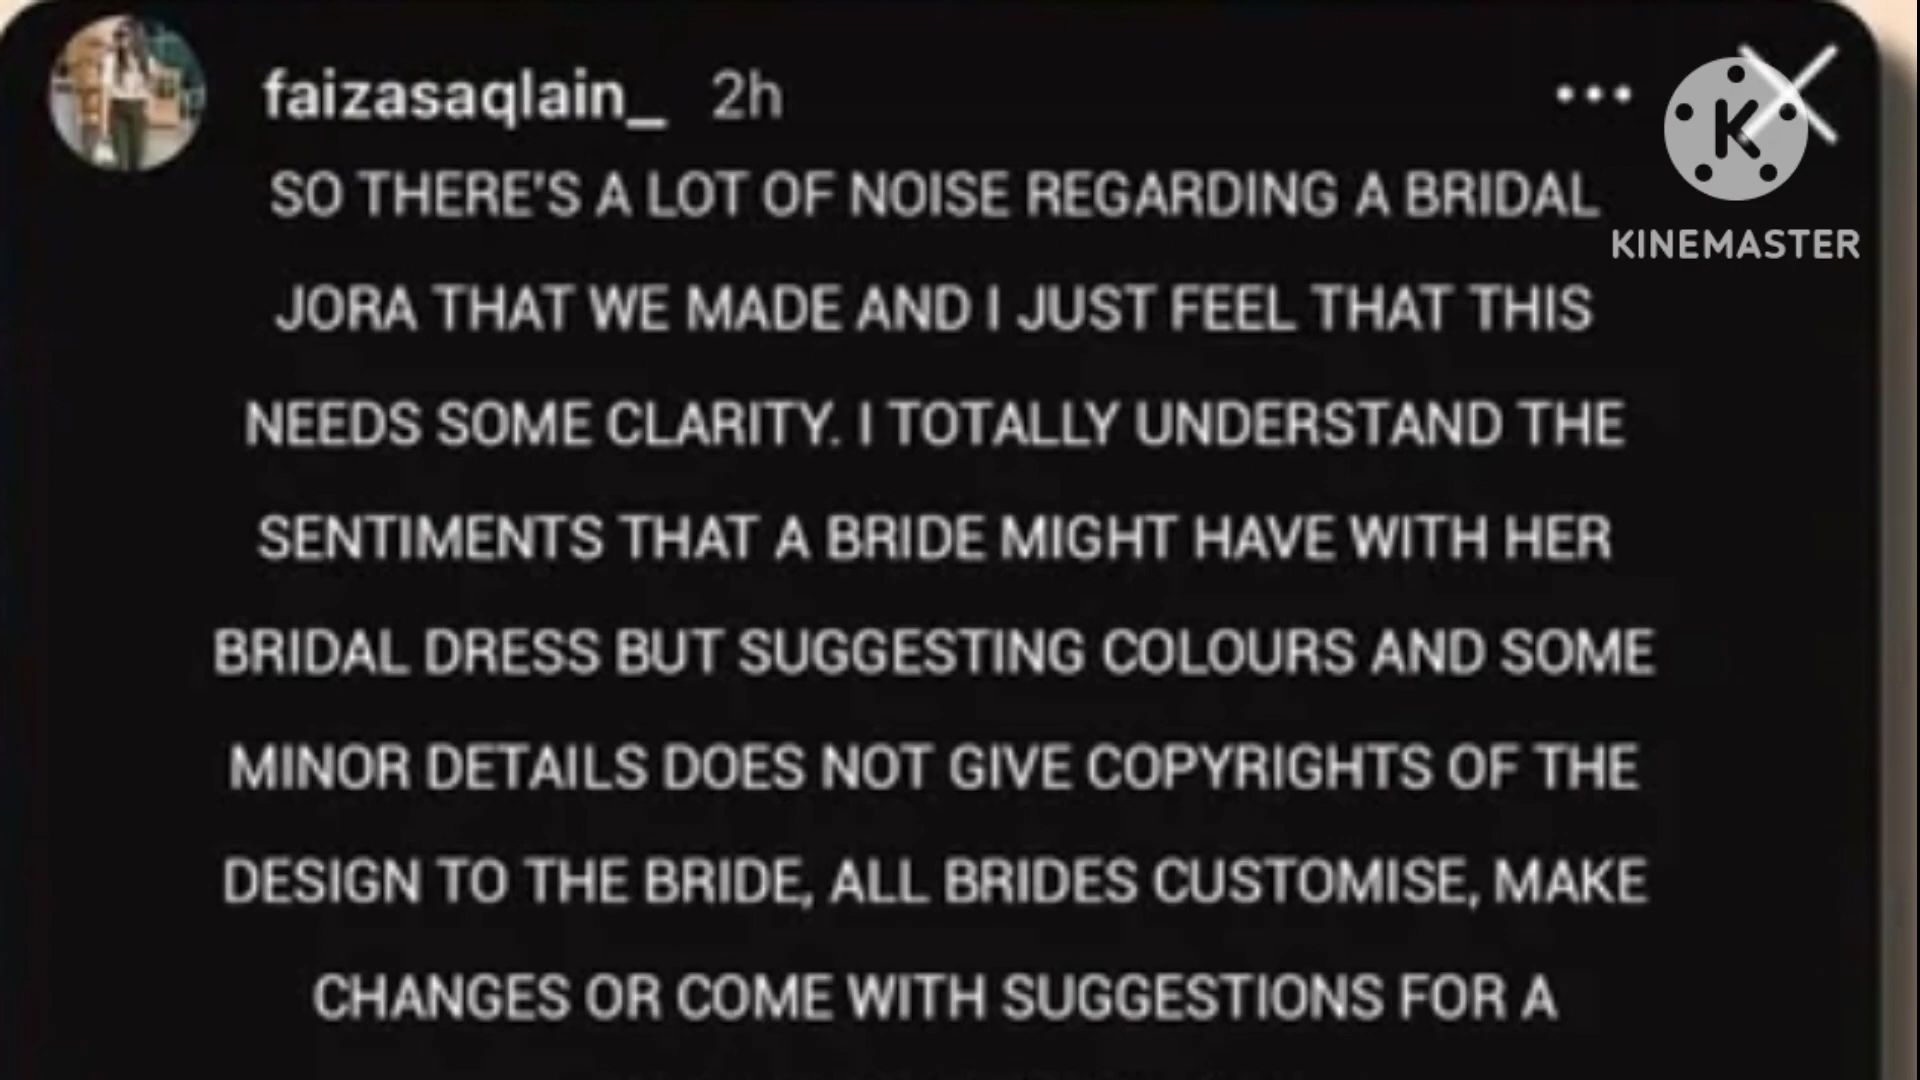 faizasaqlain_ 2h
SO THERE'S A LOT OF NOISE REGARDING A BRIDAL
KINEMASTER
JORA THAT WE MADE AND I JUST FEEL THAT THIS
NEEDS SOME CLARITY. I TOTALLY UNDERSTAND THE
SENTIMENTS THAT A BRIDE MIGHT HAVE WITH HER
BRIDAL DRESS BUT SUGGESTING COLOURS AND SOME
MINOR DETAILS DOES NOT GIVE COPYRIGHTS OF THE
DESIGN TO THE BRIDE, ALL BRIDES CUSTOMISE, MAKE
CHANGES OR COME WITH SUGGESTIONS FOR A